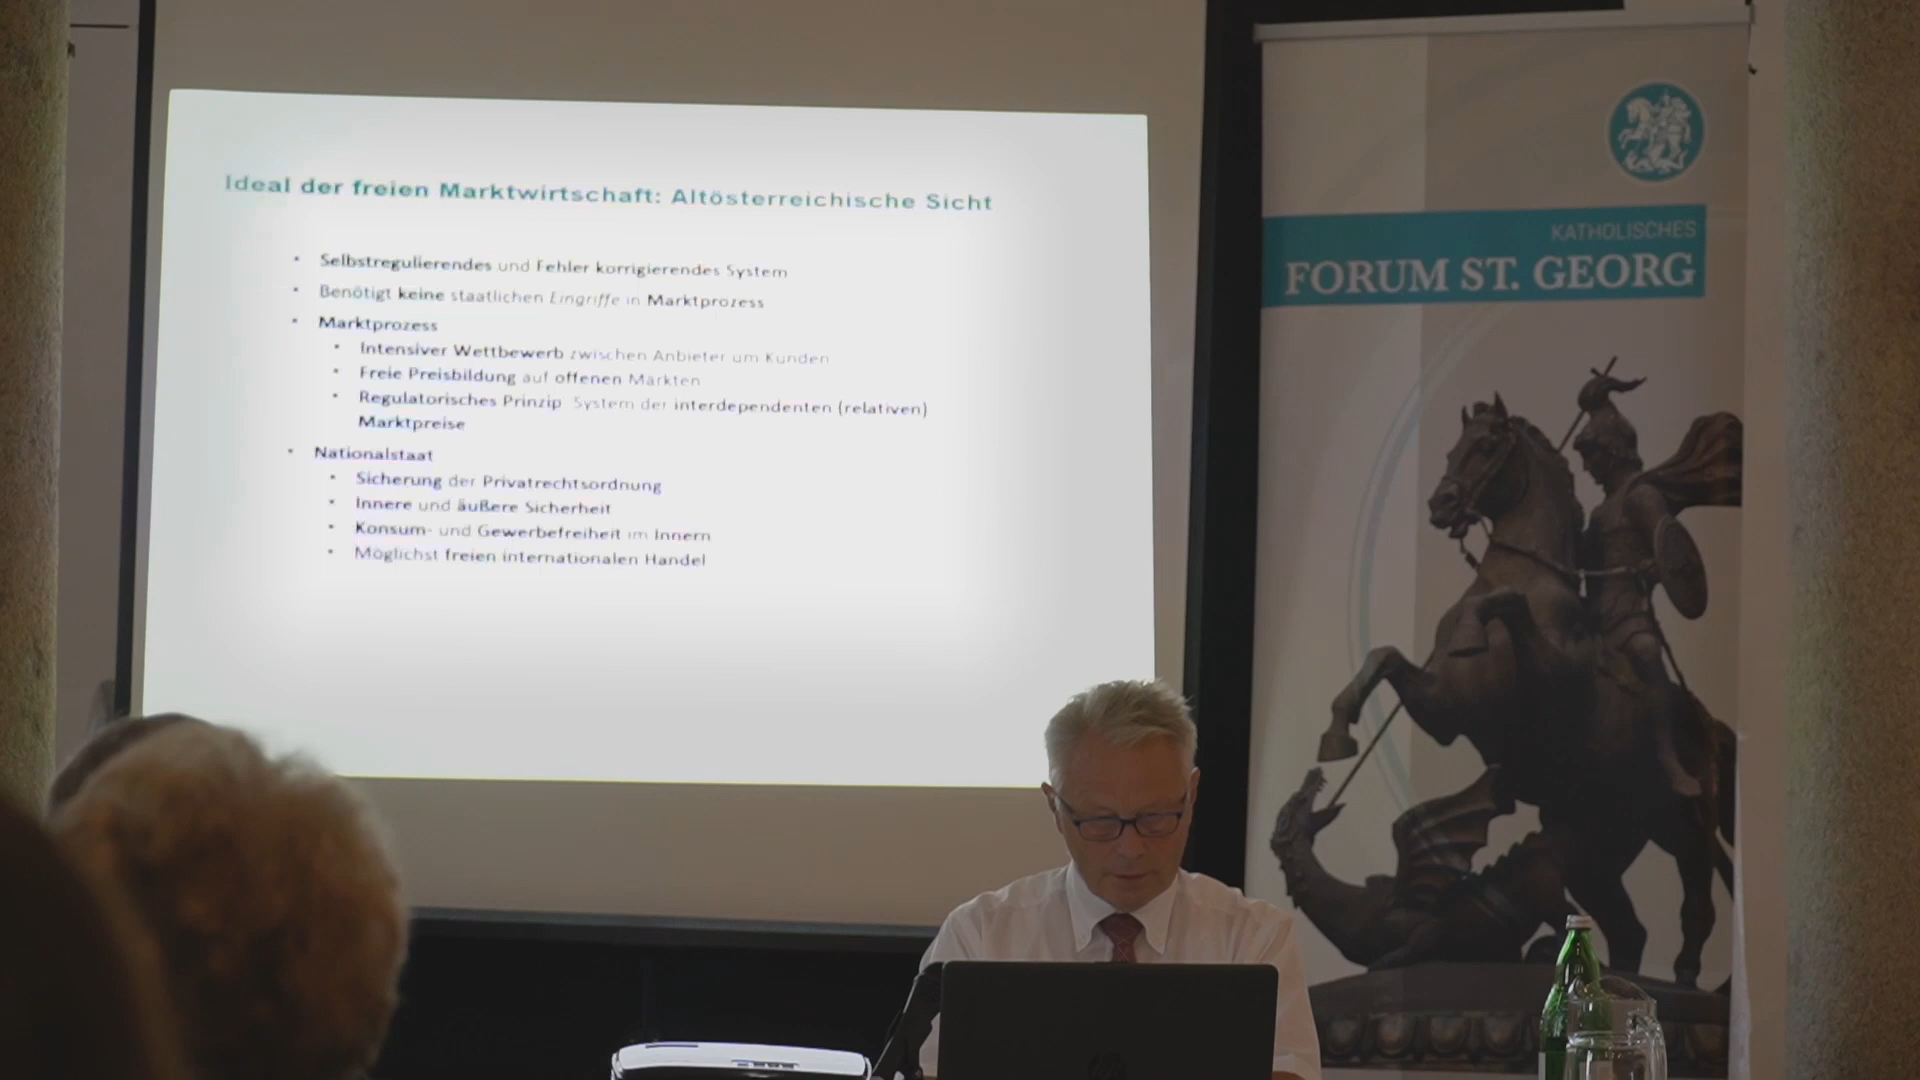 Ideal der freien Marktwirtschaft: Altösterreichische Sicht
• Selbstregulierendes und Fehler korrigierendes System
• Benötigt keine staatlichen Eingriffe in Marktprozess
• Marktprozess
• Intensiver Wettbewerb zwischen Anbieter um Kunden
• Freie Preisbildung auf offenen Märkten
• Regulatorisches Prinzip System der interdependenten (relativen)
Marktpreise
• Nationalstaat
• Sicherung der Privatrechtsordnung
• Innere und äußere Sicherheit
• Konsum- und Gewerbefreiheit im Innern
• Möglichst freien internationalen Handel
KATHOLISCHES
FORUM ST. GEORG